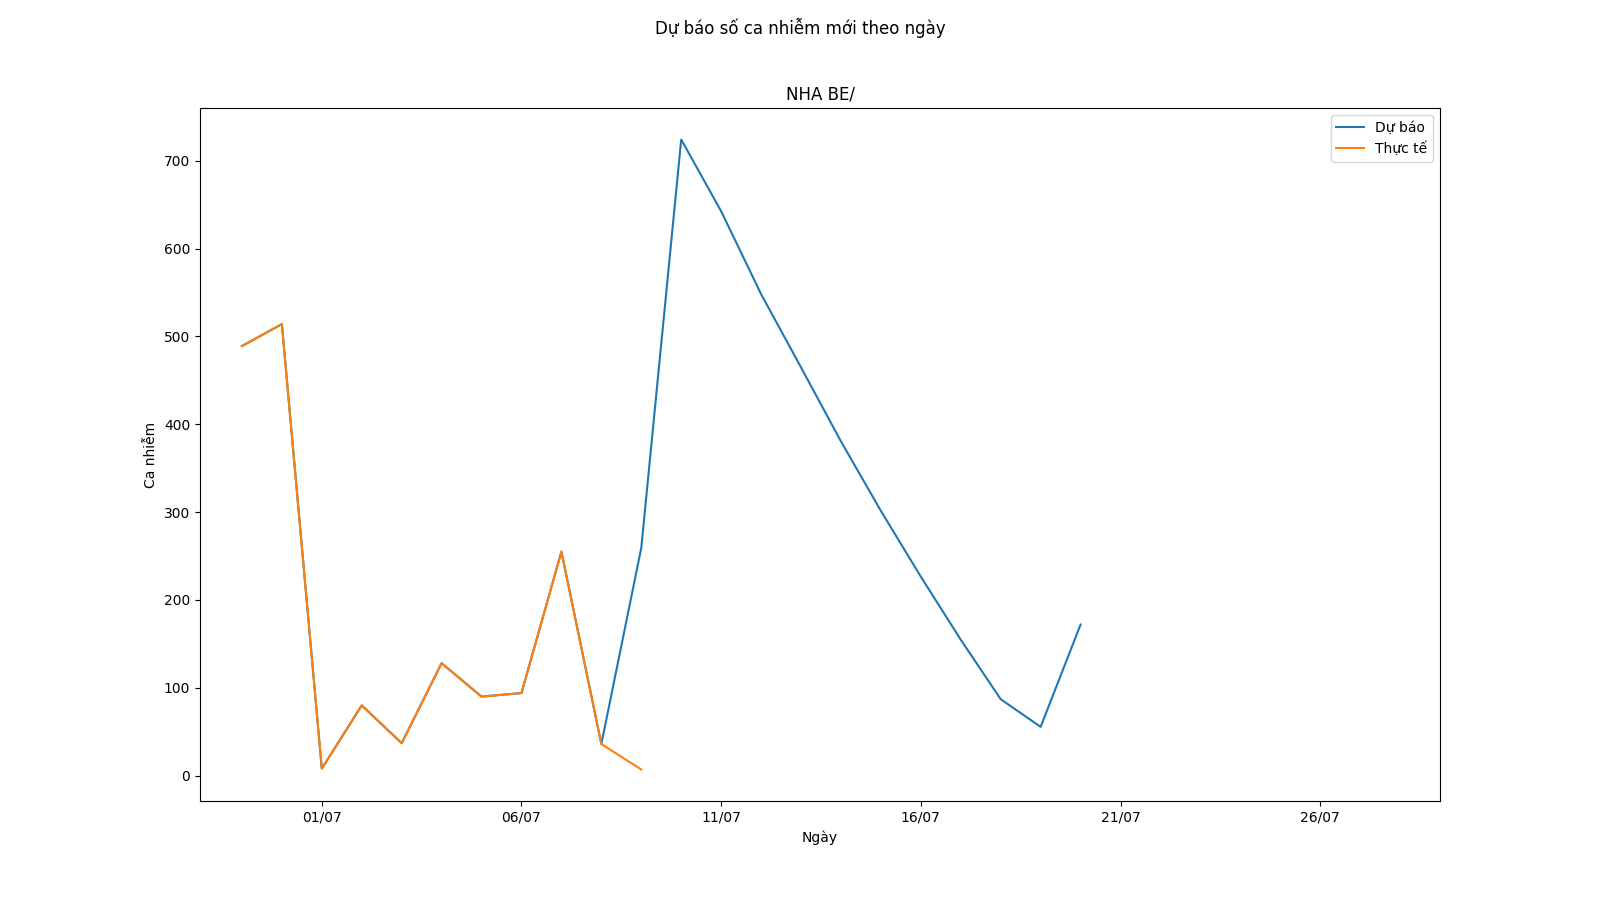 Dự báo số ca nhiễm mới theo ngày
NHA BE/
Dự báo
Thực tế
700
600
500
400
300
200
100
0
Ca nhiễm
01/07
06/07
11/07
16/07
21/07
26/07
Ngày